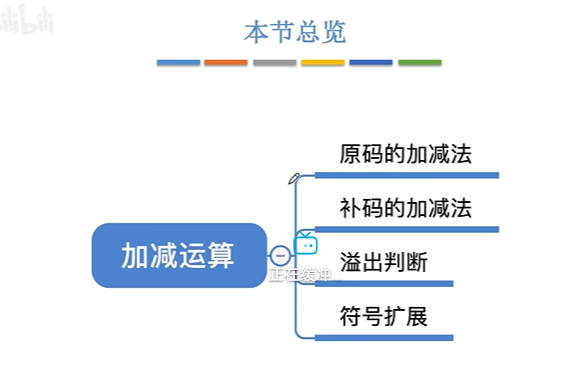 bilibili
本节总览
原码的加减法
补码的加减法
加减运算
溢出判断
正在缓冲
符号扩展